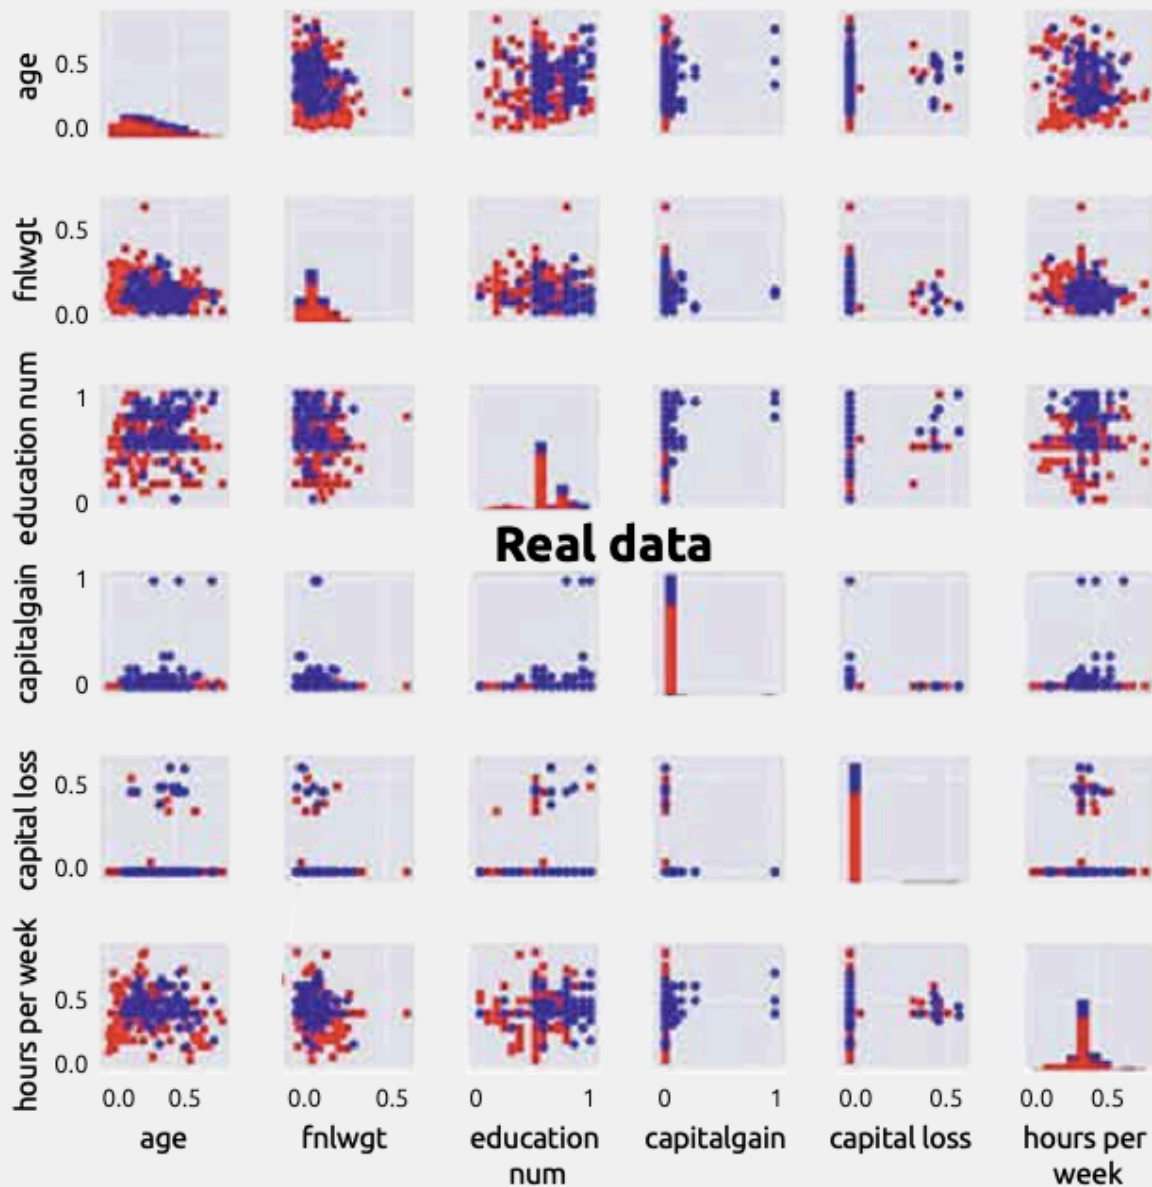 age
0.5
0.0
fnlwgt
0.5
0.0
education num
1
0
Real data
capitalgain
1
0
capital loss
0.5
0.0
hours per week
0.5
0.0
0.0 0.5 0.0 0.5 0 1 0 1 0.0 0.5 0.0 0.5
age fnlwgt education capitalgain capital loss hours per
num week